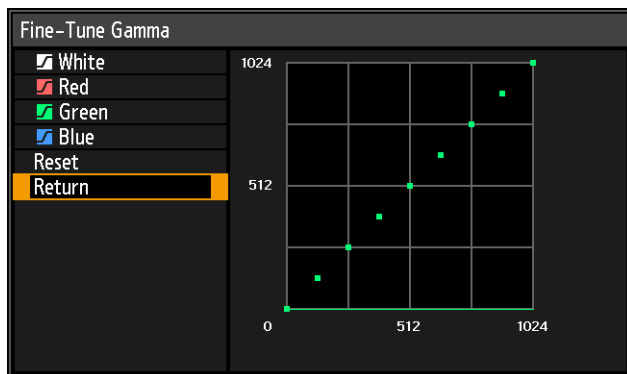 Fine-Tune Gamma
White
Red
Green
Blue
Reset
Return
1024
512
0
512
1024